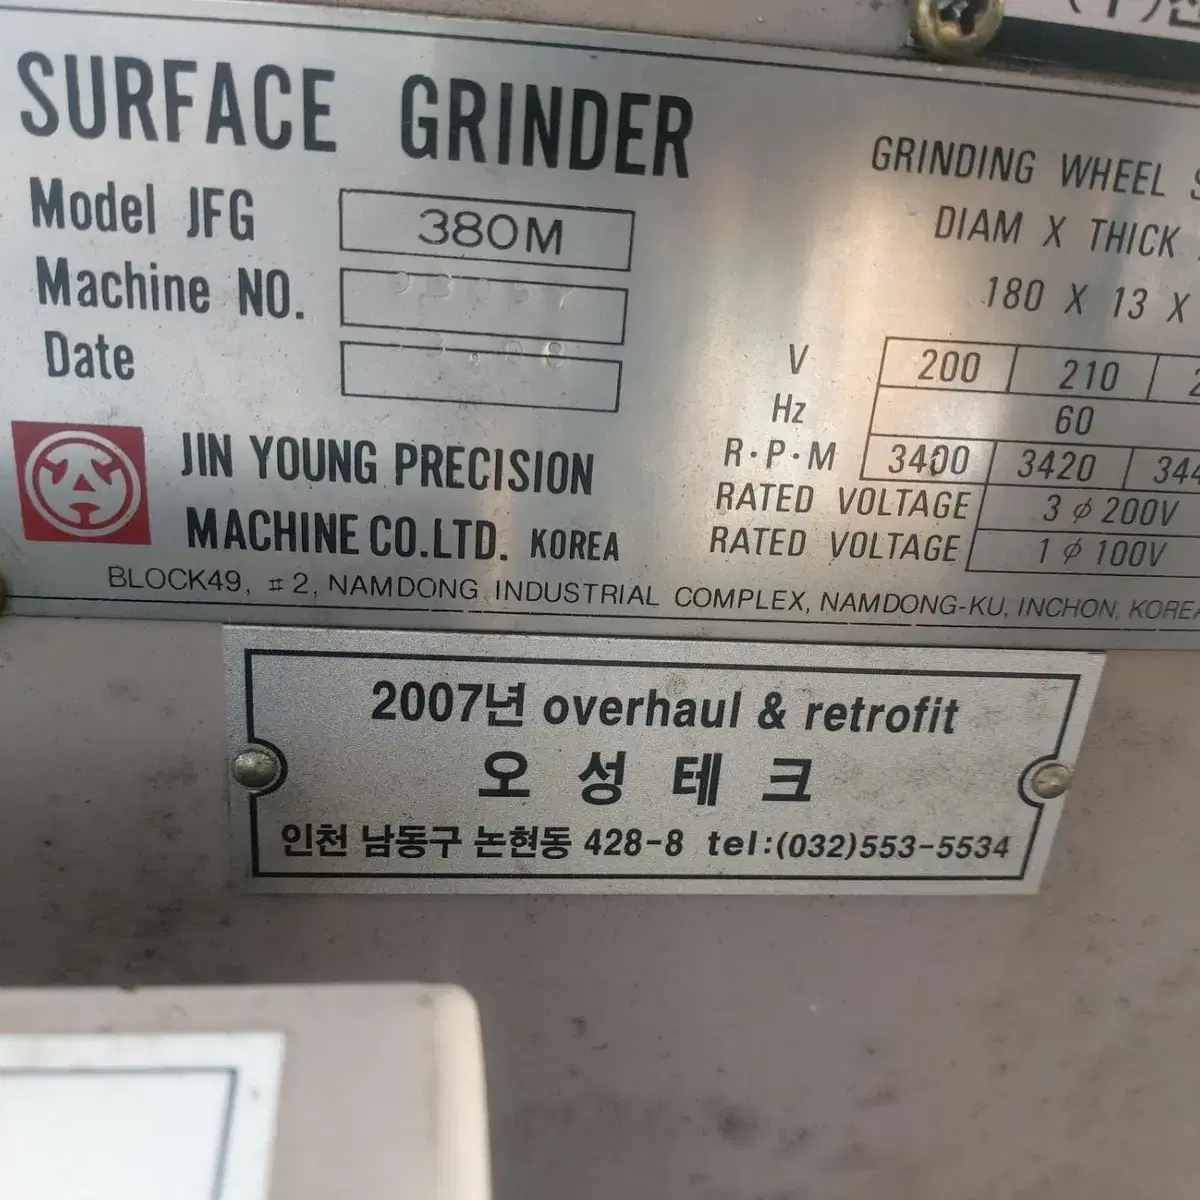 SURFACE GRINDER
Model JFG 380M
Machine NO.
Date
JIN YOUNG PRECISION
MACHINE CO.LTD. KOREA
BLOCK49, #2, NAMDONG INDUSTRIAL COMPLEX, NAMDONG-KU, INCHON, KOREA
GRINDING WHEEL
DIAM X THICK
180 X 13 X
V 200 210
Hz 60
R·P·M 3400 3420
RATED VOLTAGE 3 φ 200V
RATED VOLTAGE 1 φ 100V
2007년 overhaul & retrofit
오성테크
인천 남동구 논현동 428-8 tel:(032)553-5534